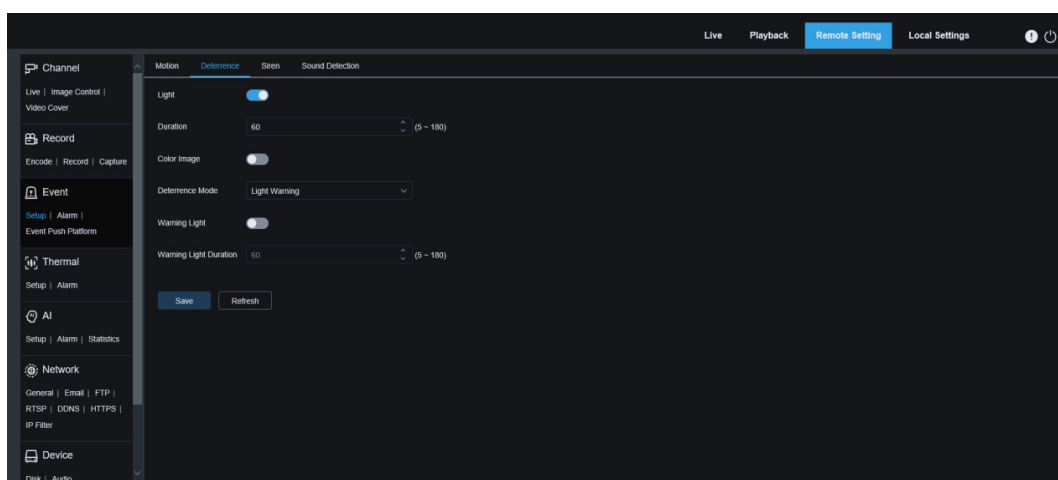 Live Playback Remote Setting Local Settings
Channel
Live | Image Control |
Video Cover
Record
Encode | Record | Capture
Event
Setup | Alarm |
Event Push Platform
Thermal
Setup | Alarm
AI
Setup | Alarm | Statistics
Network
General | Email | FTP |
RTSP | DDNS | HTTPS |
IP Filter
Device
Disk | Audio
Motion Deterrence Siren Sound Detection
Light
Duration 60 (5 ~ 180)
Color Image
Deterrence Mode Light Warning
Warning Light
Warning Light Duration 60 (5 ~ 180)
Save Refresh